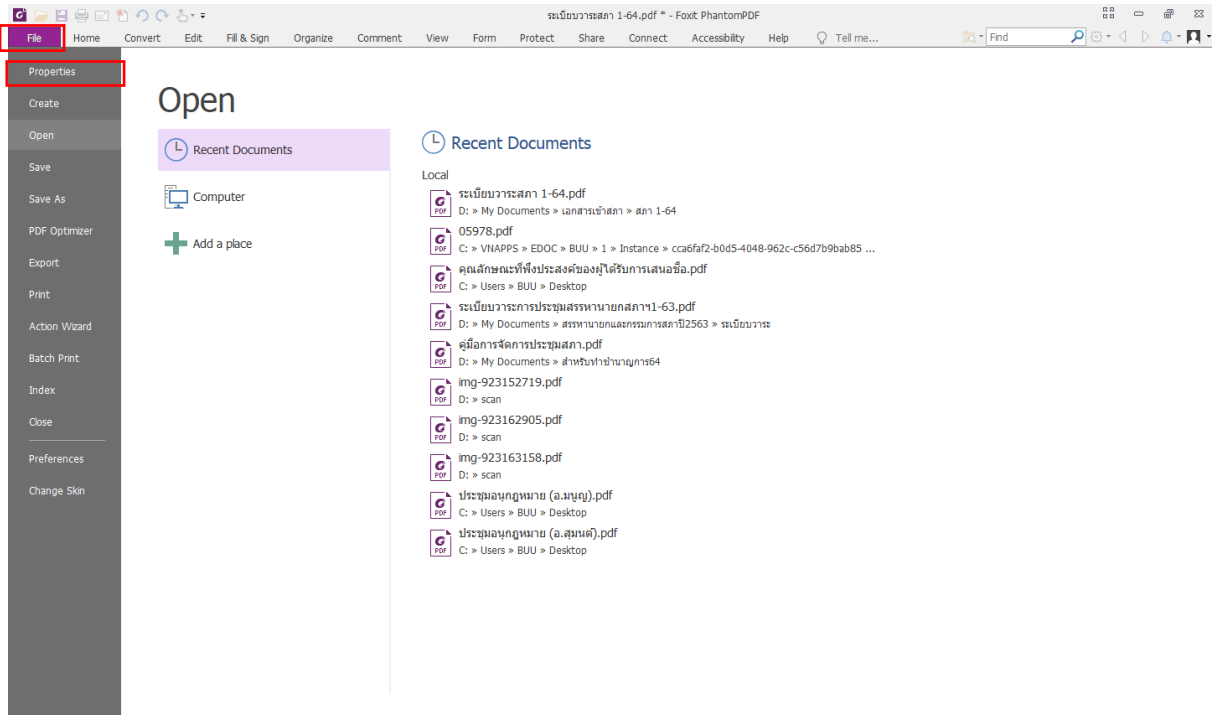 ระเบียบวาระสภา 1-64.pdf * - Foxit PhantomPDF
File Home Convert Edit Fill & Sign Organize Comment View Form Protect Share Connect Accessibility Help Tell me... Find
Properties
Create
Open
Save
Save As
PDF Optimizer
Export
Print
Action Wizard
Batch Print
Index
Close
Preferences
Change Skin
Open
Recent Documents
Computer
Add a place
Recent Documents
Local
ระเบียบวาระสภา 1-64.pdf
D: » My Documents » เอกสารเข้าสภา » สภา 1-64
05978.pdf
C: » VNAPPS » EDOC » BUU » 1 » Instance » cca6faf2-b0d5-4048-962c-c56d7b9bab85 ...
คุณลักษณะที่พึงประสงค์ของผู้ได้รับการเสนอชื่อ.pdf
C: » Users » BUU » Desktop
ระเบียบวาระการประชุมสรรหานายกสภาฯ1-63.pdf
D: » My Documents » สรรหานายกและกรรมการสภาปี2563 » ระเบียบวาระ
คู่มือการจัดการประชุมสภา.pdf
D: » My Documents » สำหรับทำชำนาญการ64
img-923152719.pdf
D: » scan
img-923162905.pdf
D: » scan
img-923163158.pdf
D: » scan
ประชุมอนุกฎหมาย (อ.มนูญ).pdf
C: » Users » BUU » Desktop
ประชุมอนุกฎหมาย (อ.สุมนต์).pdf
C: » Users » BUU » Desktop